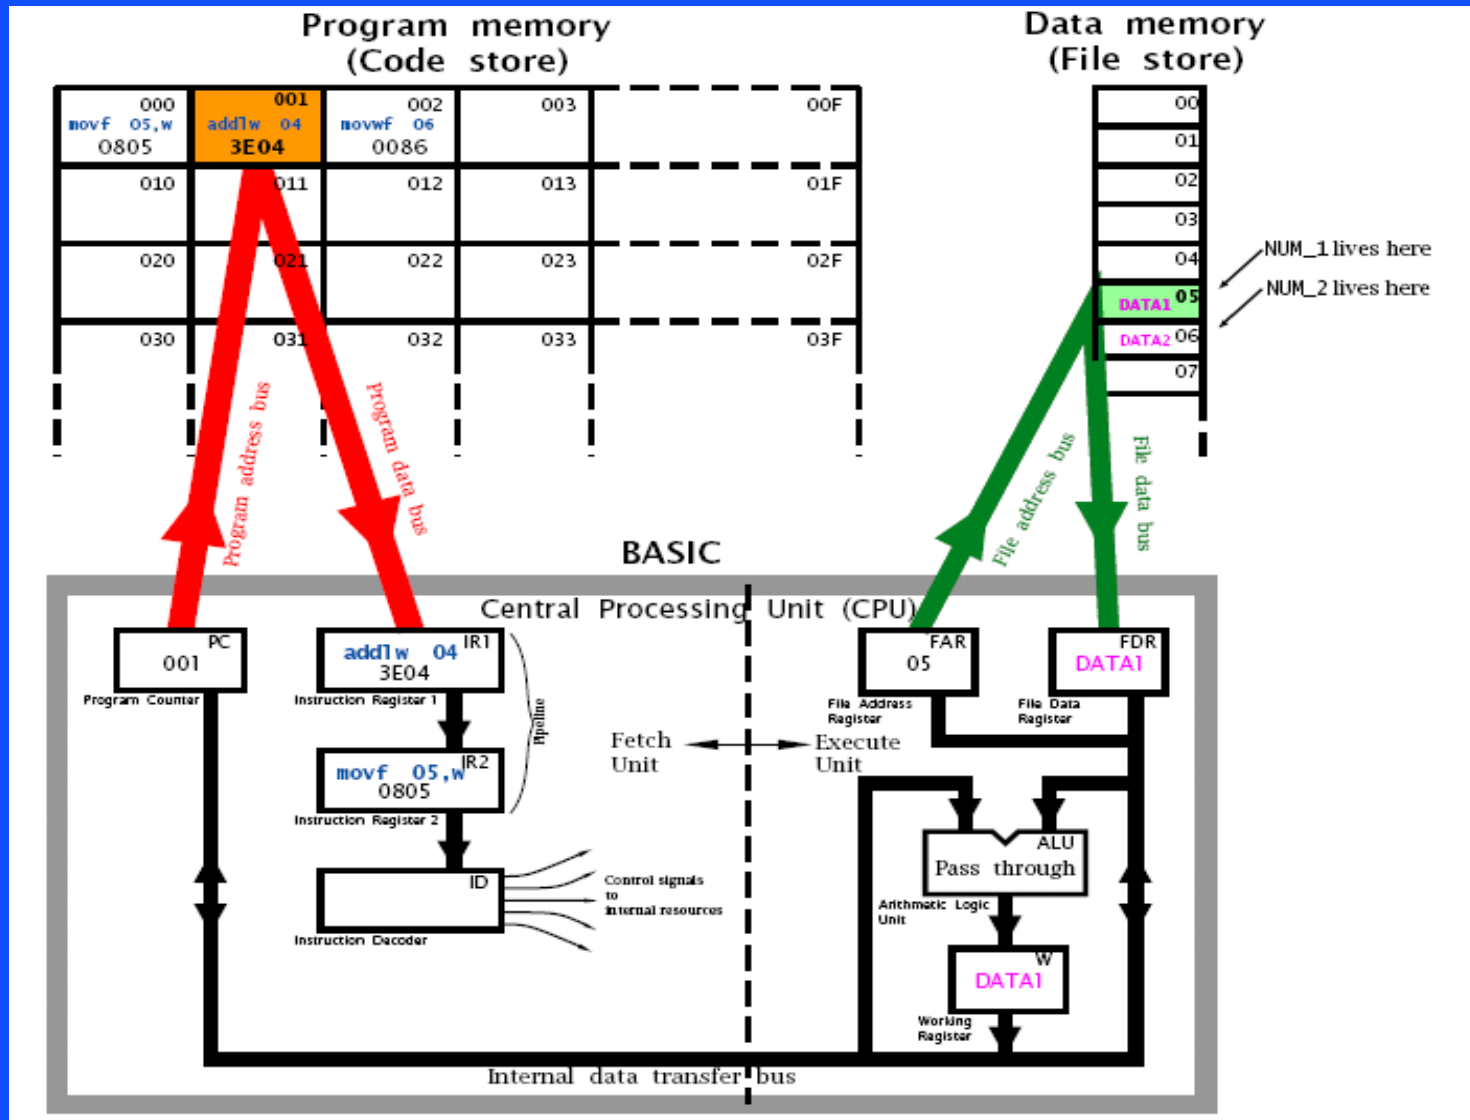 Program memory
(Code store)
Data memory
(File store)
000
movf 05,w
0805
001
addlw 04
3E04
002
movwf 06
0086
003
00F
010
011
012
013
01F
020
021
022
023
02F
030
031
032
033
03F
00
01
02
03
04
DATA1 05
DATA2 06
07
NUM_1 lives here
NUM_2 lives here
Program address bus
Program data bus
File address bus
File data bus
BASIC
Central Processing Unit (CPU)
PC
001
Program Counter
IR1
addlw 04
3E04
Instruction Register 1
IR2
movf 05,w
0805
Instruction Register 2
Pipeline
ID
Instruction Decoder
Control signals
to
internal resources
Fetch
Unit
Execute
Unit
FAR
05
File Address
Register
FDR
DATA1
File Data
Register
ALU
Pass through
Arithmetic Logic
Unit
W
DATA1
Working
Register
Internal data transfer bus